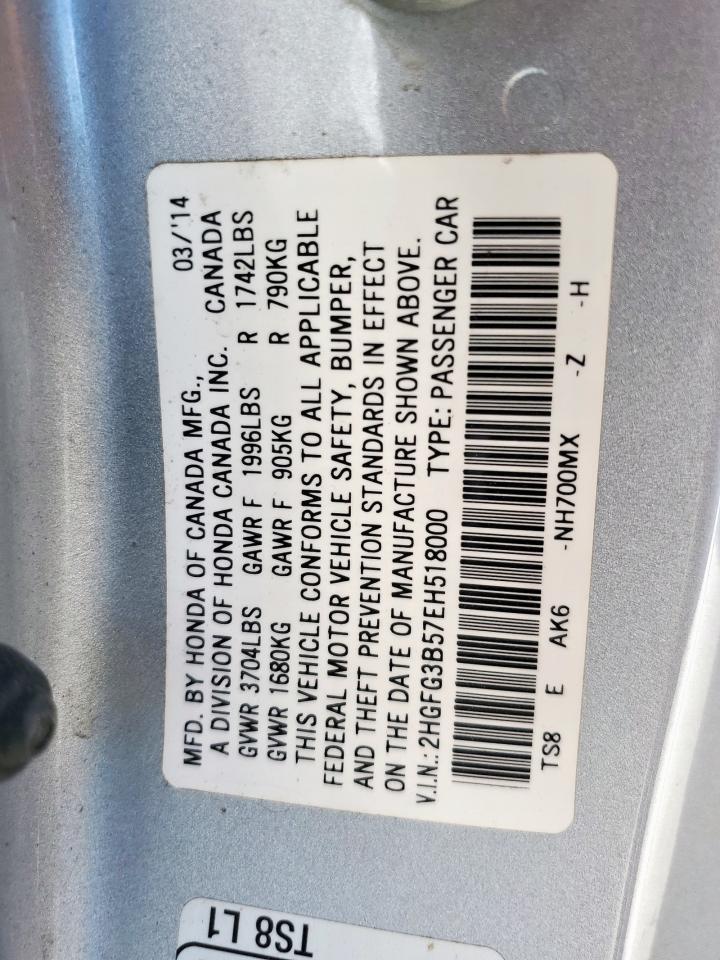 MFD. BY HONDA OF CANADA MFG., 03/'14
A DIVISION OF HONDA CANADA INC. CANADA
GVWR 3704LBS GAWR F 1996LBS R 1742LBS
GVWR 1680KG GAWR F 905KG R 790KG
THIS VEHICLE CONFORMS TO ALL APPLICABLE
FEDERAL MOTOR VEHICLE SAFETY, BUMPER,
AND THEFT PREVENTION STANDARDS IN EFFECT
ON THE DATE OF MANUFACTURE SHOWN ABOVE.
V.I.N.: 2HGFG3B57EH518000 TYPE: PASSENGER CAR
TS8 E AK6 -NH700MX -Z -H
TS8 L1